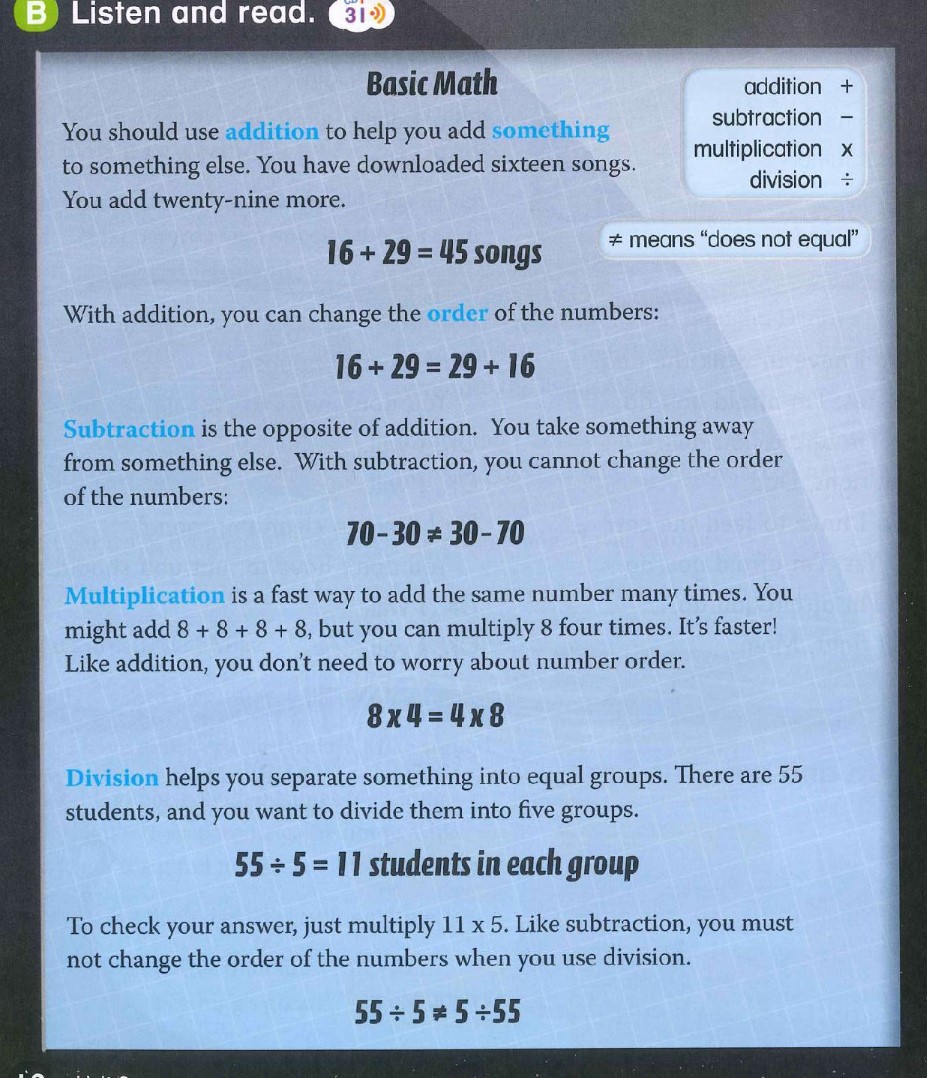 B Listen and read. 31
Basic Math
addition +
subtraction −
multiplication x
division ÷
You should use addition to help you add something
to something else. You have downloaded sixteen songs.
You add twenty-nine more.
≠ means “does not equal”
16 + 29 = 45 songs
With addition, you can change the order of the numbers:
16 + 29 = 29 + 16
Subtraction is the opposite of addition. You take something away
from something else. With subtraction, you cannot change the order
of the numbers:
70 - 30 ≠ 30 - 70
Multiplication is a fast way to add the same number many times. You
might add 8 + 8 + 8 + 8, but you can multiply 8 four times. It’s faster!
Like addition, you don’t need to worry about number order.
8 x 4 = 4 x 8
Division helps you separate something into equal groups. There are 55
students, and you want to divide them into five groups.
55 ÷ 5 = 11 students in each group
To check your answer, just multiply 11 x 5. Like subtraction, you must
not change the order of the numbers when you use division.
55 ÷ 5 ≠ 5 ÷55